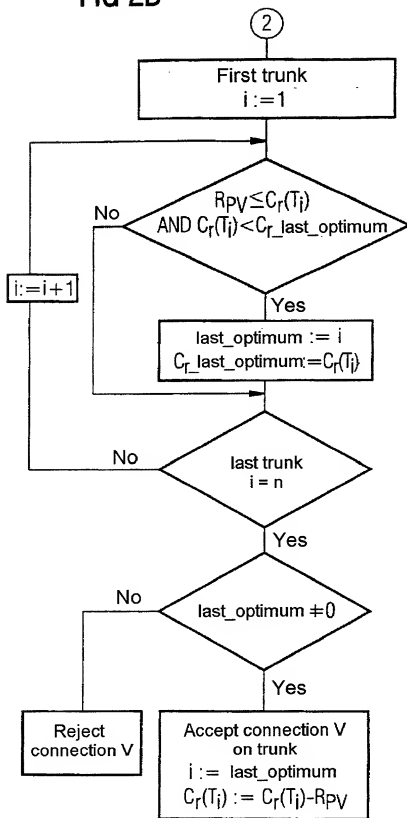 FIG 2B
2
First trunk
i:=1
RPV≤Cr(Ti)
AND Cr(Ti)<Cr_last_optimum
No
i:=i+1
Yes
last_optimum := i
Cr_last_optimum:=Cr(Ti)
No
last trunk
i = n
Yes
No
last_optimum ≠0
Yes
Reject
connection V
Accept connection V
on trunk
i := last_optimum
Cr(Ti) := Cr(Ti)-RPV